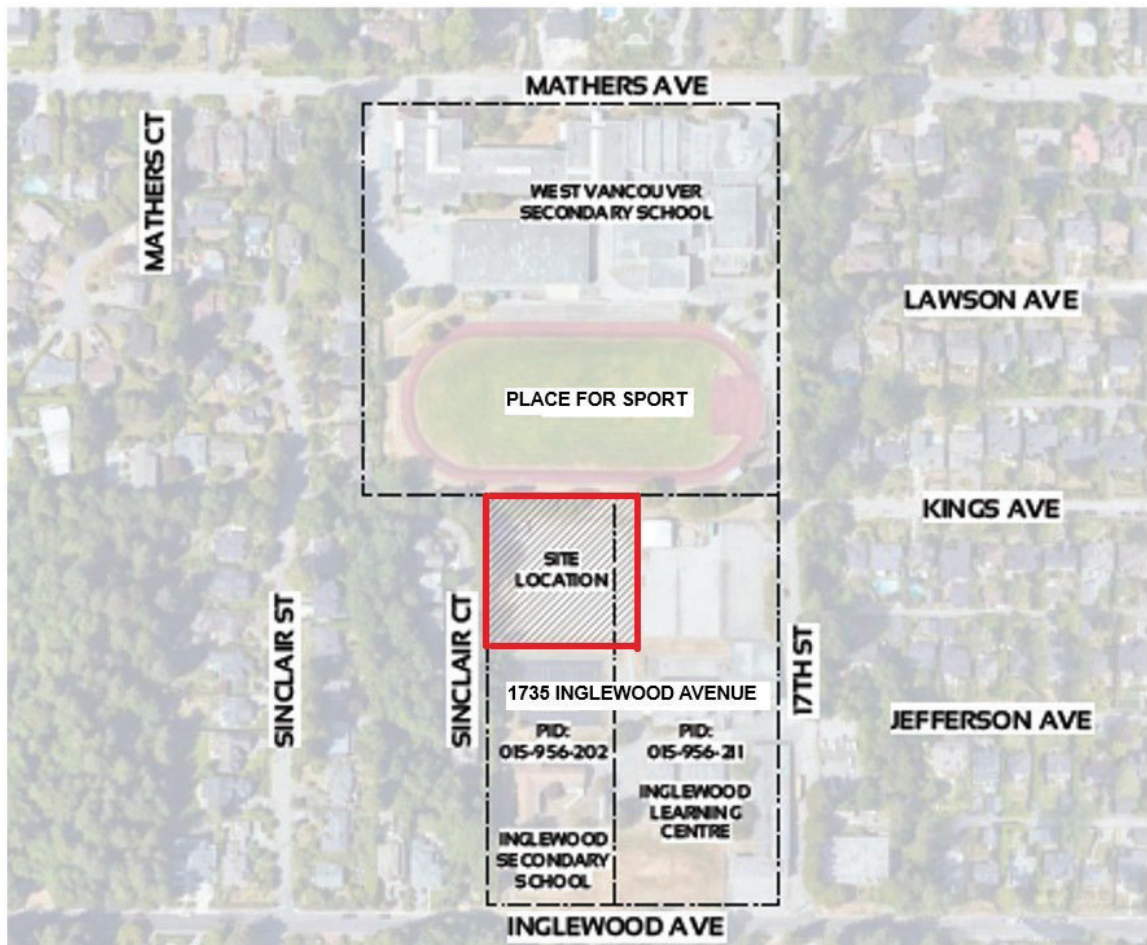 MATHERS AVE
MATHERS CT
WEST VANCOUVER
SECONDARY SCHOOL
LAWSON AVE
PLACE FOR SPORT
KINGS AVE
SITE
LOCATION
SINCLAIR ST
SINCLAIR CT
17TH ST
1735 INGLEWOOD AVENUE
JEFFERSON AVE
PID:
015-956-202
PID:
015-956-211
INGLEWOOD
LEARNING
CENTRE
INGLEWOOD
SECONDARY
SCHOOL
INGLEWOOD AVE